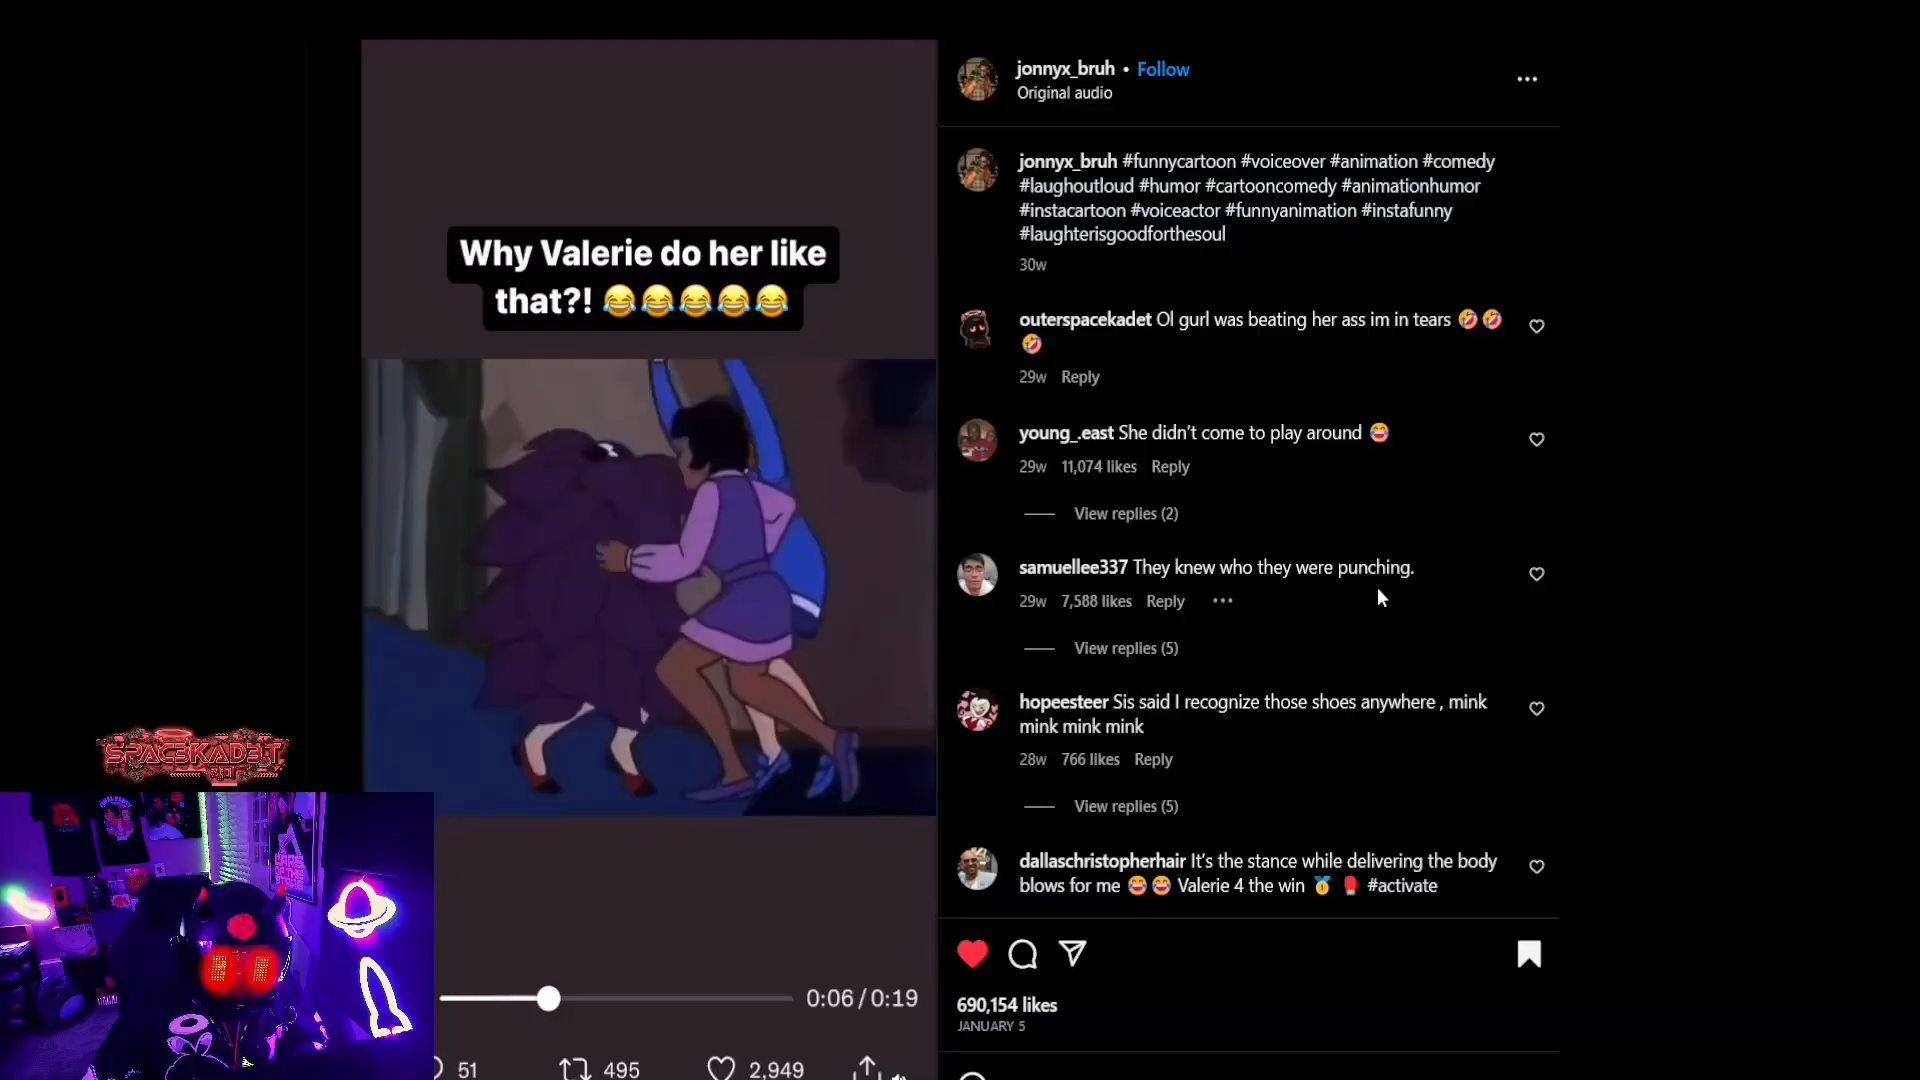 Why Valerie do her like
that?! 😂😂😂😂😂
SPAC3KAD3T
0:06 / 0:19
51
495
2,949
jonnyx_bruh • Follow
Original audio
jonnyx_bruh #funnycartoon #voiceover #animation #comedy
#laughoutloud #humor #cartooncomedy #animationhumor
#instacartoon #voiceactor #funnyanimation #instafunny
#laughterisgoodforthesoul
30w
outerspacekadet Ol gurl was beating her ass im in tears 🤣🤣
🤣
29w Reply
young_.east She didn't come to play around 😂
29w 11,074 likes Reply
View replies (2)
samuellee337 They knew who they were punching.
29w 7,588 likes Reply •••
View replies (5)
hopeesteer Sis said I recognize those shoes anywhere , mink
mink mink mink
28w 766 likes Reply
View replies (5)
dallaschristopherhair It's the stance while delivering the body
blows for me 😂😂 Valerie 4 the win 🥇🥊 #activate
690,154 likes
JANUARY 5